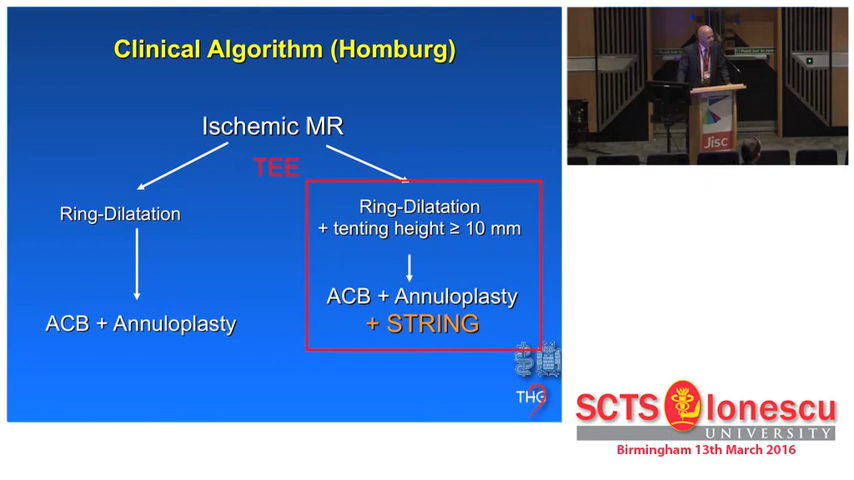 Clinical Algorithm (Homburg)
Ischemic MR
TEE
Ring-Dilatation
ACB + Annuloplasty
Ring-Dilatation
+ tenting height ≥ 10 mm
ACB + Annuloplasty
+ STRING
THG
Jisc
SCTS Ionescu
UNIVERSITY
Birmingham 13th March 2016